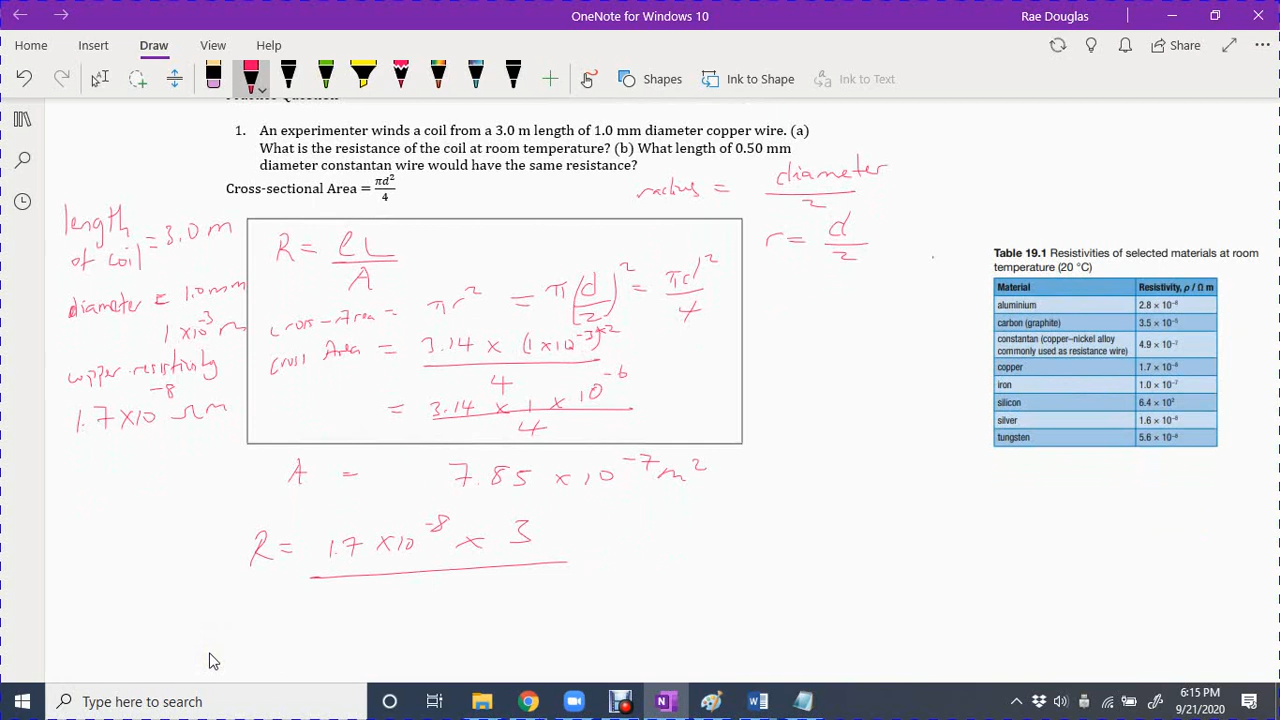 OneNote for Windows 10
Rae Douglas
Home Insert Draw View Help
Share
Shapes Ink to Shape Ink to Text
1. An experimenter winds a coil from a 3.0 m length of 1.0 mm diameter copper wire. (a)
What is the resistance of the coil at room temperature? (b) What length of 0.50 mm
diameter constantan wire would have the same resistance?
Cross-sectional Area = πd²/4
radius = diameter/2
r = d/2
length of coil = 3.0 m
diameter = 1.0 mm
1 x10⁻³ m
copper resistivity
1.7 x10⁻⁸ Ωm
R = ρL/A
cross-Area = πr² = π(d/2)² = πd²/4
cross Area = 3.14 x (1x10⁻³)ˣ²/4
= 3.14 x 1 x 10⁻⁶/4
A = 7.85 x10⁻⁷ m²
R = 1.7 x10⁻⁸ x 3
Table 19.1 Resistivities of selected materials at room
temperature (20 °C)
Material Resistivity, ρ / Ω m
aluminium 2.8 × 10⁻⁸
carbon (graphite) 3.5 × 10⁻⁵
constantan (copper–nickel alloy
commonly used as resistance wire) 4.9 × 10⁻⁷
copper 1.7 × 10⁻⁸
iron 1.0 × 10⁻⁷
silicon 6.4 × 10²
silver 1.6 × 10⁻⁸
tungsten 5.6 × 10⁻⁸
Type here to search
6:15 PM
9/21/2020